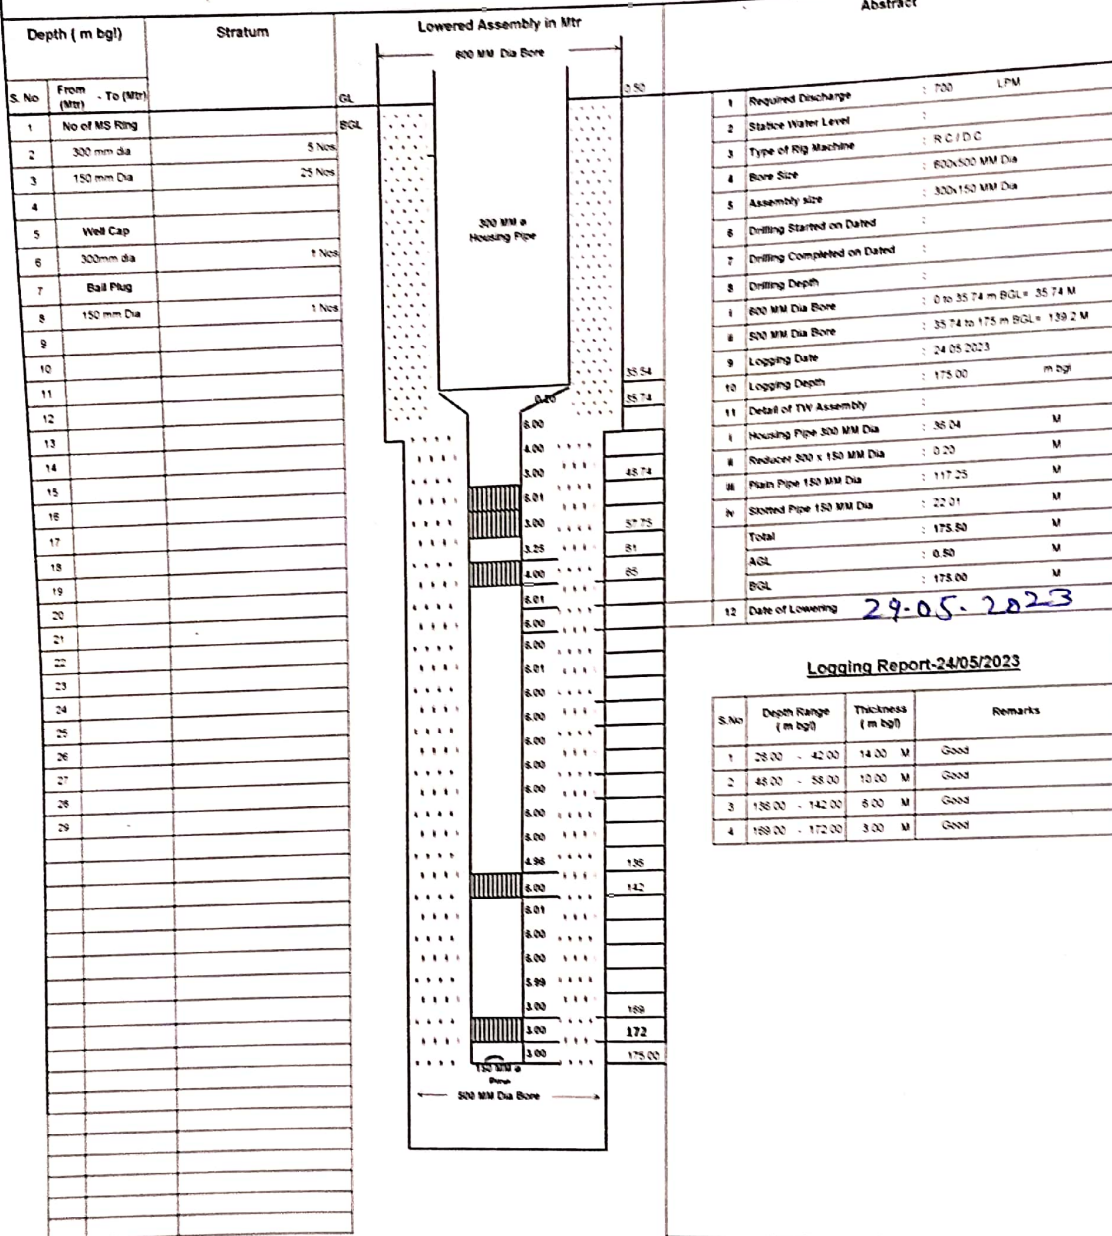 Abstract
Depth ( m bgl)
Stratum
Lowered Assembly in Mtr
S. No
From (Mtr) - To (Mtr)
600 MM Dia Bore
0.50
GL
BGL
1 No of MS Ring
2 300 mm dia 5 Nos
3 150 mm Dia 25 Nos
4
5 Well Cap
6 300mm dia 1 Nos
7 Bail Plug
8 150 mm Dia 1 Nos
9
10
11
12
13
14
15
16
17
18
19
20
21
22
23
24
25
26
27
28
29
300 MM ø
Housing Pipe
35.54
0.20 35.74
6.00
4.00
3.00 48.74
6.01
3.00 57.75
3.25 61
4.00 65
6.01
6.00
6.00
6.01
6.00
6.00
6.00
6.00
6.00
6.00
6.00
4.96 136
6.00 142
6.01
6.00
6.00
5.99
3.00 169
3.00 172
3.00 175.00
150 MM ø
Pipe
500 MM Dia Bore
1 Required Discharge : 700 LPM
2 Statice Water Level :
3 Type of Rig Machine : R C / D C
4 Bore Size : 600x500 MM Dia
5 Assembly size : 300x150 MM Dia
6 Drilling Started on Dated :
7 Drilling Completed on Dated :
8 Drilling Depth :
i 600 MM Dia Bore : 0 to 35.74 m BGL= 35.74 M
ii 500 MM Dia Bore : 35.74 to 175 m BGL= 139.2 M
9 Logging Date : 24.05.2023
10 Logging Depth : 175.00 m bgl
11 Detail of TW Assembly :
i Housing Pipe 300 MM Dia : 36.04 M
ii Reducer 300 x 150 MM Dia : 0.20 M
iii Plain Pipe 150 MM Dia : 117.25 M
iv Slotted Pipe 150 MM Dia : 22.01 M
Total : 175.50 M
AGL : 0.50 M
BGL : 175.00 M
12 Date of Lowering 29-05-2023
Logging Report-24/05/2023
S.No Depth Range ( m bgl) Thickness ( m bgl) Remarks
1 28.00 - 42.00 14.00 M Good
2 48.00 - 58.00 10.00 M Good
3 136.00 - 142.00 6.00 M Good
4 169.00 - 172.00 3.00 M Good